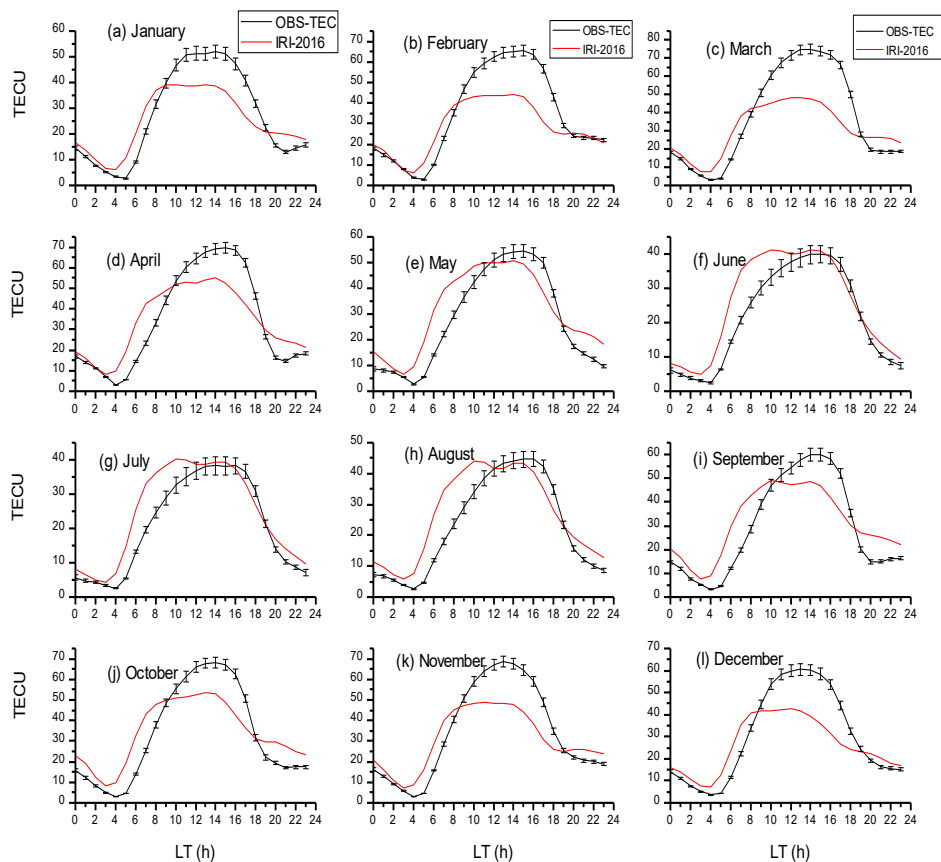 (a) January
OBS-TEC
IRI-2016
(b) February
OBS-TEC
IRI-2016
(c) March
OBS-TEC
IRI-2016
TECU
60
50
40
30
20
10
0
0 2 4 6 8 10 12 14 16 18 20 22 24
70
60
50
40
30
20
10
0
0 2 4 6 8 10 12 14 16 18 20 22 24
80
70
60
50
40
30
20
10
0
0 2 4 6 8 10 12 14 16 18 20 22 24
(d) April
(e) May
(f) June
TECU
70
60
50
40
30
20
10
0
0 2 4 6 8 10 12 14 16 18 20 22 24
60
50
40
30
20
10
0
0 2 4 6 8 10 12 14 16 18 20 22 24
40
30
20
10
0
0 2 4 6 8 10 12 14 16 18 20 22 24
(g) July
(h) August
(i) September
TECU
40
30
20
10
0
0 2 4 6 8 10 12 14 16 18 20 22 24
50
40
30
20
10
0
0 2 4 6 8 10 12 14 16 18 20 22 24
60
50
40
30
20
10
0
0 2 4 6 8 10 12 14 16 18 20 22 24
(j) October
(k) November
(l) December
TECU
70
60
50
40
30
20
10
0
0 2 4 6 8 10 12 14 16 18 20 22 24
70
60
50
40
30
20
10
0
0 2 4 6 8 10 12 14 16 18 20 22 24
70
60
50
40
30
20
10
0
0 2 4 6 8 10 12 14 16 18 20 22 24
LT (h)
LT (h)
LT (h)